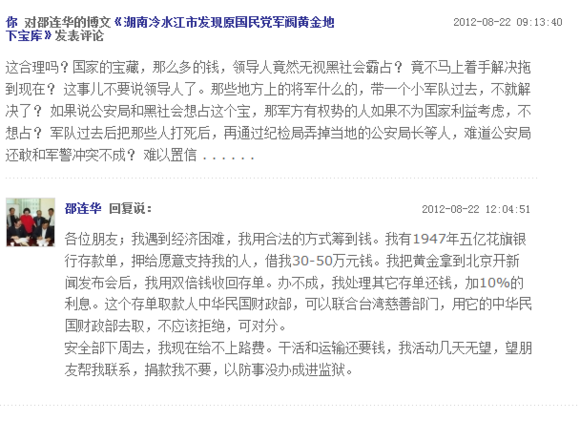 你 对邵连华的博文《湖南冷水江市发现原国民党军阀黄金地 2012-08-22 09:13:40
下宝库》发表评论
这合理吗？国家的宝藏，那么多的钱，领导人竟然无视黑社会霸占？ 竟不马上着手解决拖
到现在？ 这事儿不要说领导人了。那些地方上的将军什么的，带一个小军队过去，不就解
决了？ 如果说公安局和黑社会想占这个宝，那军方有权势的人如果不为国家利益考虑，不
想占？ 军队过去后把那些人打死后，再通过纪检局弄掉当地的公安局长等人，难道公安局
还敢和军警冲突不成？ 难以置信 . . . . . .
邵连华 回复说： 2012-08-22 12:04:51
各位朋友；我遇到经济困难，我用合法的方式筹到钱。我有1947年五亿花旗银
行存款单，押给愿意支持我的人，借我30-50万元钱。我把黄金拿到北京开新
闻发布会后，我用双倍钱收回存单。办不成，我处理其它存单还钱，加10%的
利息。这个存单取款人中华民国财政部，可以联合台湾慈善部门，用它的中华民
国财政部去取，不应该拒绝，可对分。
安全部下周去，我现在给不上路费。干活和运输还要钱，我活动几天无望，望朋
友帮我联系，捐款我不要，以防事没办成进监狱。